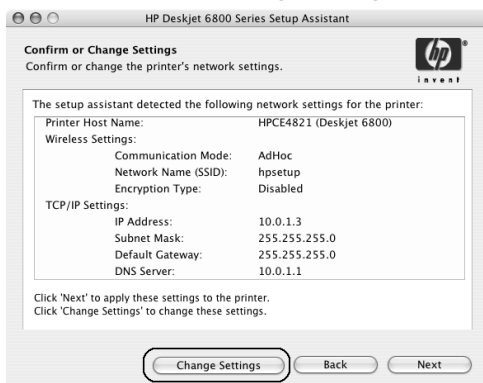 HP Deskjet 6800 Series Setup Assistant
Confirm or Change Settings
Confirm or change the printer's network settings.
hp
®
invent
The setup assistant detected the following network settings for the printer:
Printer Host Name: HPCE4821 (Deskjet 6800)
Wireless Settings:
Communication Mode: AdHoc
Network Name (SSID): hpsetup
Encryption Type: Disabled
TCP/IP Settings:
IP Address: 10.0.1.3
Subnet Mask: 255.255.255.0
Default Gateway: 255.255.255.0
DNS Server: 10.0.1.1
Click 'Next' to apply these settings to the printer.
Click 'Change Settings' to change these settings.
Change Settings Back Next